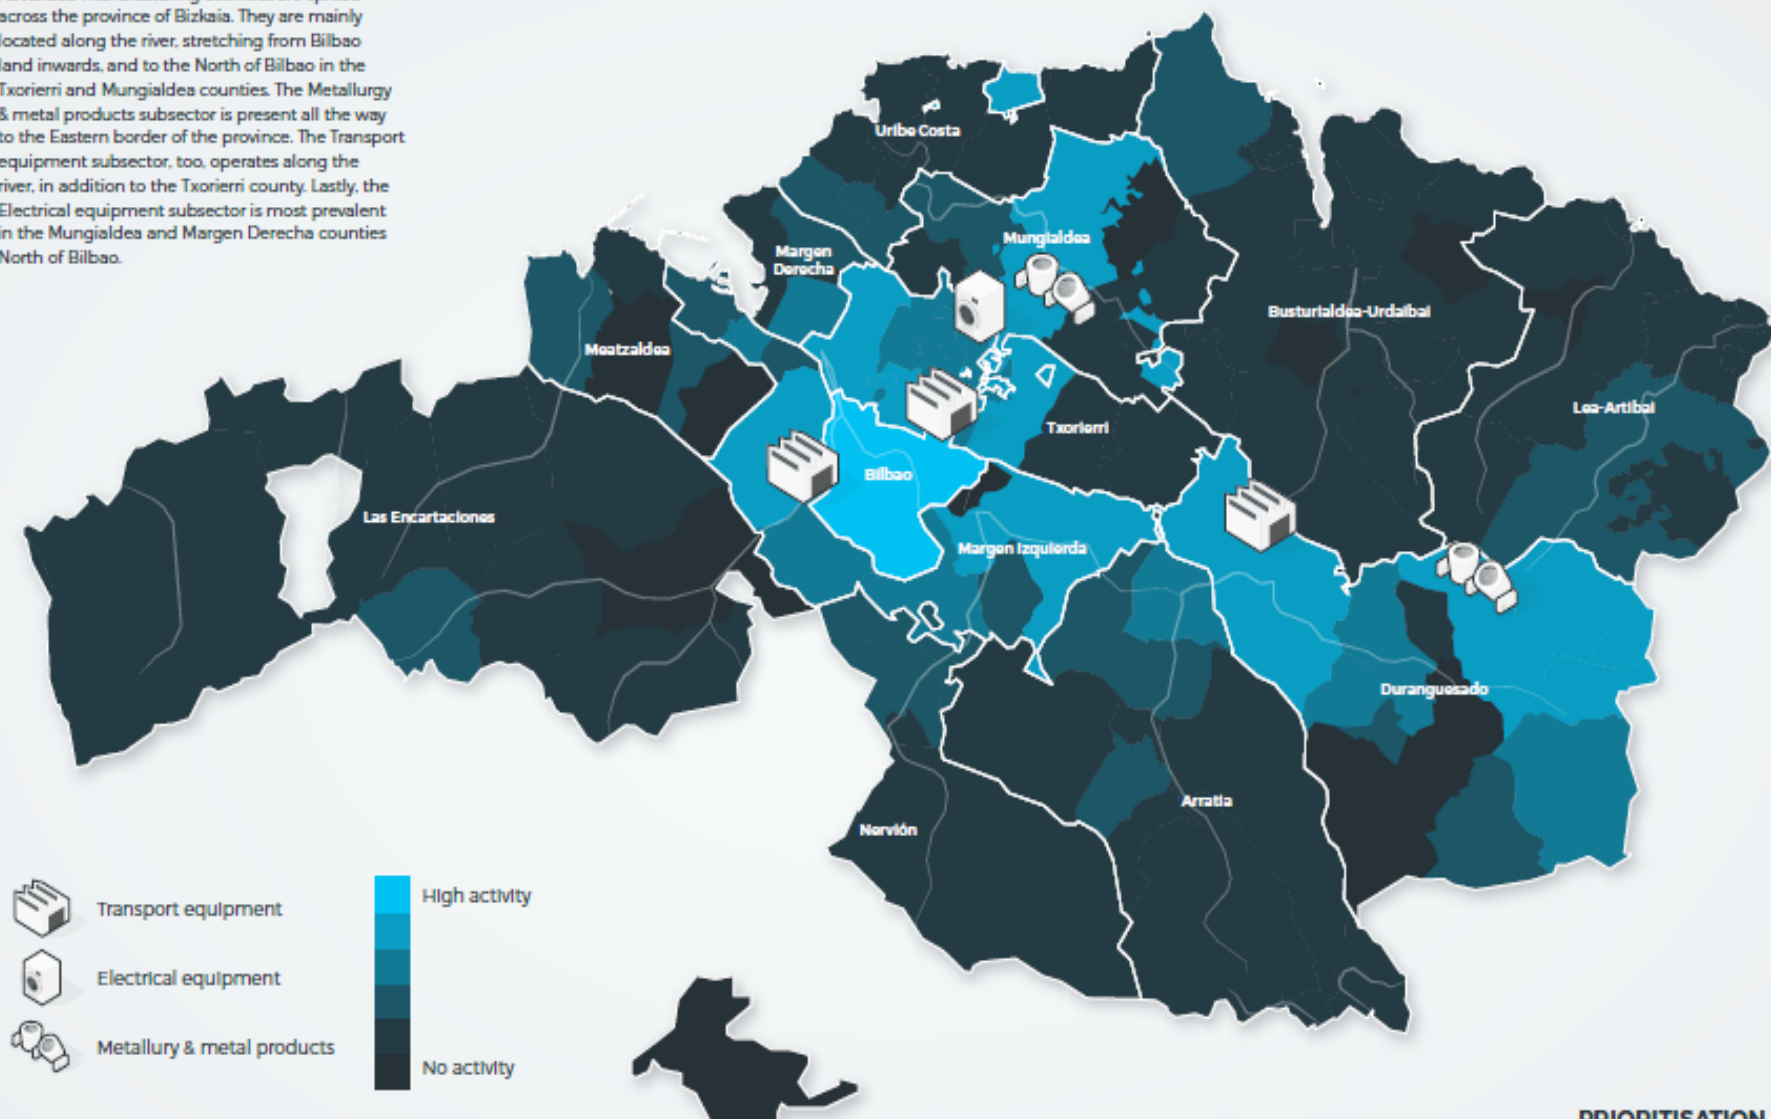 across the province of Bizkaia. They are mainly
located along the river, stretching from Bilbao
land inwards, and to the North of Bilbao in the
Txorierri and Mungialdea counties. The Metallurgy
& metal products subsector is present all the way
to the Eastern border of the province. The Transport
equipment subsector, too, operates along the
river, in addition to the Txorierri county. Lastly, the
Electrical equipment subsector is most prevalent
in the Mungialdea and Margen Derecha counties
North of Bilbao.
Uribe Costa
Mungialdea
Margen
Derecha
Busturialdea-Urdaibai
Meatzaldea
Lea-Artibai
Txorierri
Bilbao
Las Encartaciones
Margen Izquierda
Duranguesado
Arratia
Nervión
Transport equipment
Electrical equipment
Metallury & metal products
High activity
No activity
PRIORITISATION